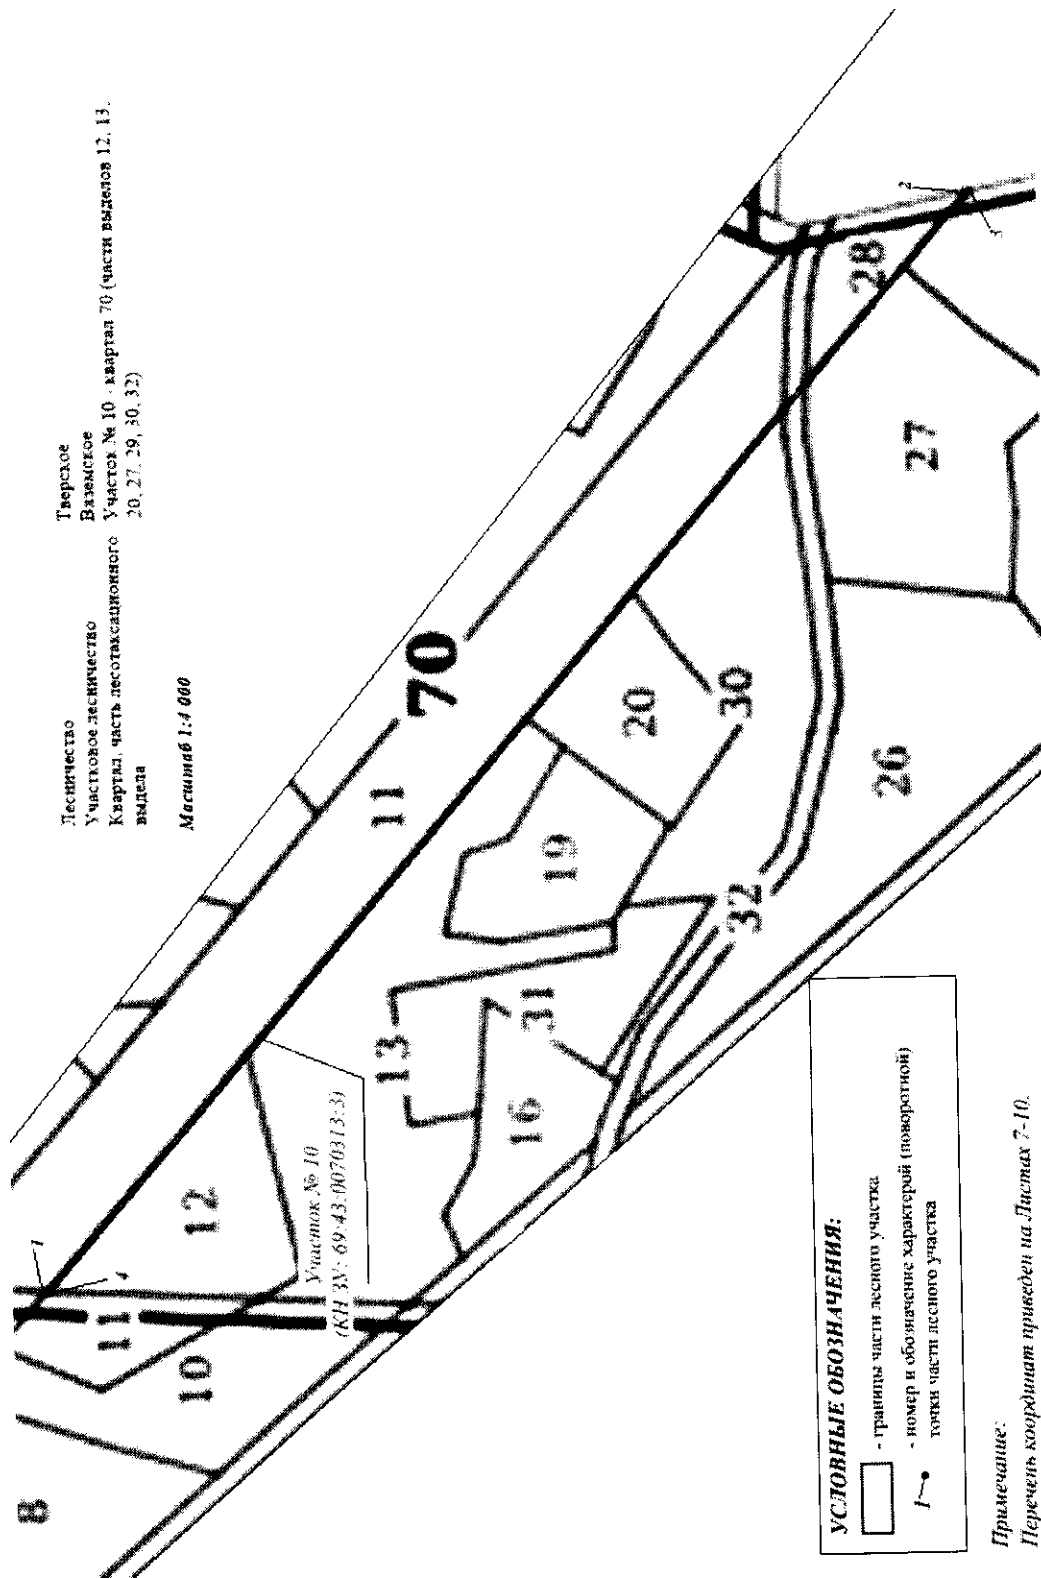 Лесничество Тверское
Участковое лесничество Вяземское
Квартал, часть лесотаксационного Участок № 10 - квартал 70 (части выделов 12, 13,
выдела 20, 27, 29, 30, 32)
Масштаб 1:4 000
8
11
10
1
4
12
Участок № 10
(КН ЗУ: 69:43:0070313:3)
13
16
7
31
11
19
70
20
30
32
26
27
28
2
3
УСЛОВНЫЕ ОБОЗНАЧЕНИЯ:
- границы части лесного участка
1 - номер и обозначение характерой (поворотной)
точки части лесного участка
Примечание:
Перечень координат приведен на Листах 7-10.